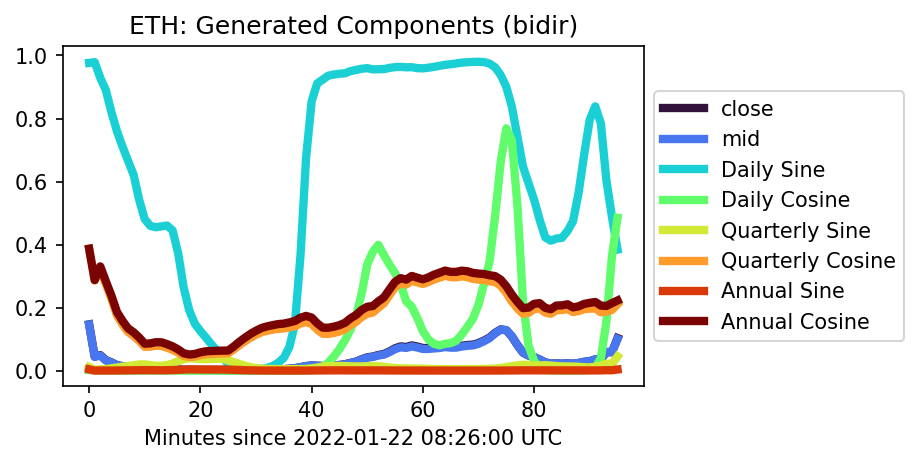 ETH: Generated Components (bidir)
1.0
0.8
0.6
0.4
0.2
0.0
0 20 40 60 80
Minutes since 2022-01-22 08:26:00 UTC
close
mid
Daily Sine
Daily Cosine
Quarterly Sine
Quarterly Cosine
Annual Sine
Annual Cosine